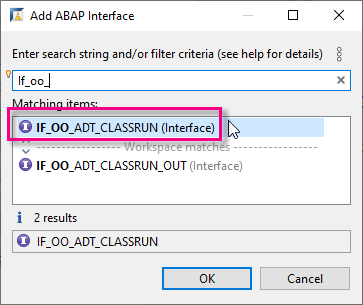 Add ABAP Interface
Enter search string and/or filter criteria (see help for details)
If_oo_
Matching items:
IF_OO_ADT_CLASSRUN (Interface)
Workspace matches
IF_OO_ADT_CLASSRUN_OUT (Interface)
2 results
IF_OO_ADT_CLASSRUN
OK Cancel